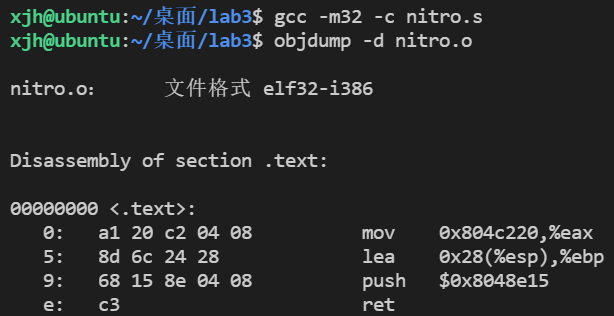 xjh@ubuntu:~/桌面/lab3$ gcc -m32 -c nitro.s
xjh@ubuntu:~/桌面/lab3$ objdump -d nitro.o
nitro.o：     文件格式 elf32-i386
Disassembly of section .text:
00000000 <.text>:
   0:   a1 20 c2 04 08          mov    0x804c220,%eax
   5:   8d 6c 24 28             lea    0x28(%esp),%ebp
   9:   68 15 8e 04 08          push   $0x8048e15
   e:   c3                      ret